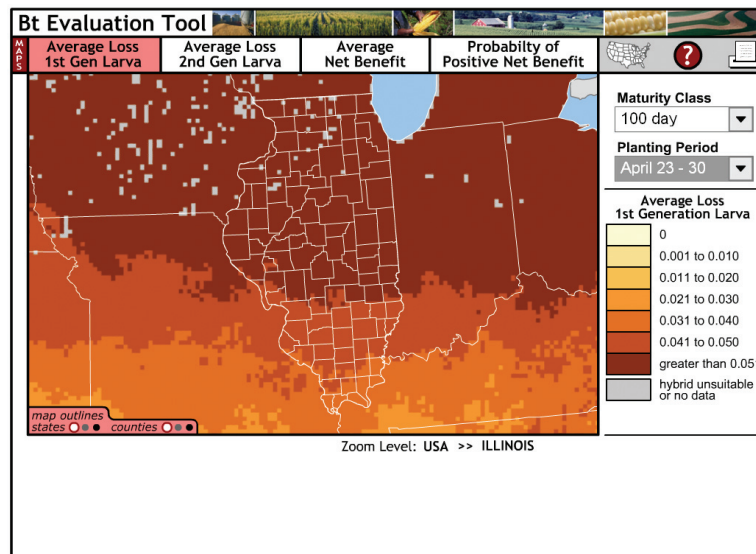 Bt Evaluation Tool
MAPS
Average Loss
1st Gen Larva
Average Loss
2nd Gen Larva
Average
Net Benefit
Probabilty of
Positive Net Benefit
?
Maturity Class
100 day
Planting Period
April 23 - 30
Average Loss
1st Generation Larva
0
0.001 to 0.010
0.011 to 0.020
0.021 to 0.030
0.031 to 0.040
0.041 to 0.050
greater than 0.05
hybrid unsuitable
or no data
map outlines
states counties
Zoom Level: USA >> ILLINOIS